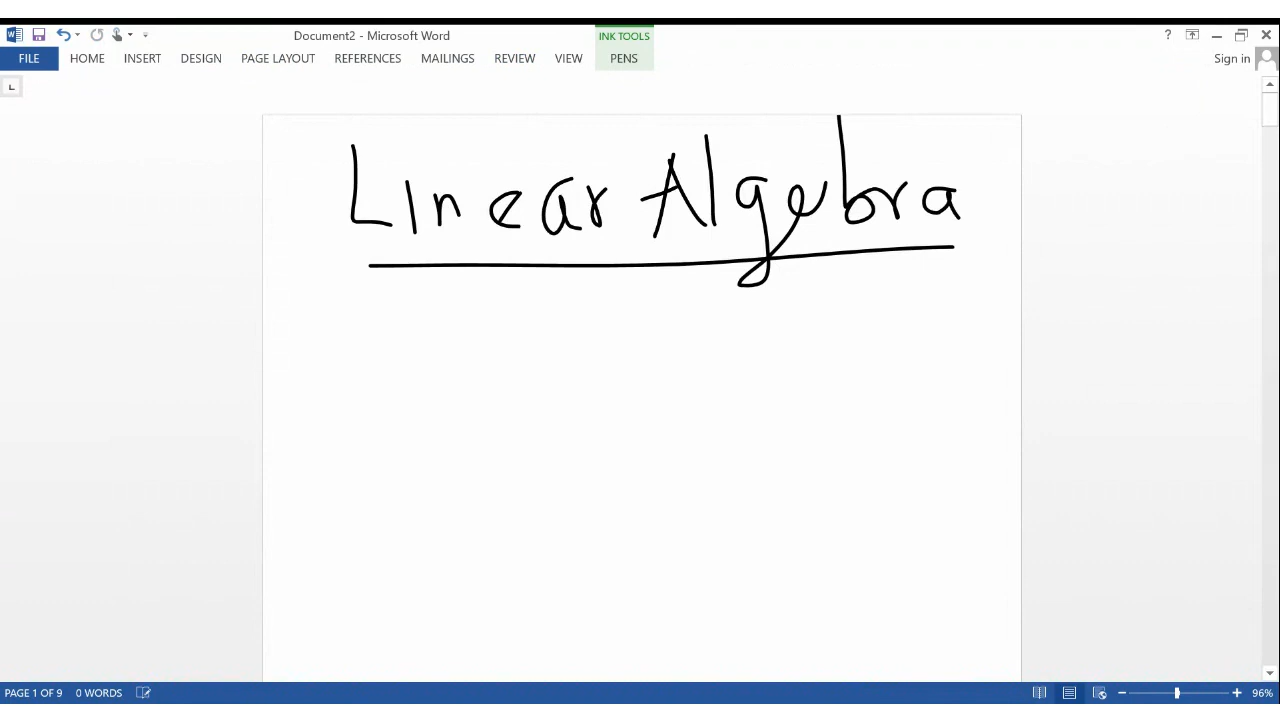 Document2 - Microsoft Word
INK TOOLS
?
FILE
HOME
INSERT
DESIGN
PAGE LAYOUT
REFERENCES
MAILINGS
REVIEW
VIEW
PENS
Sign in
Linear Algebra
PAGE 1 OF 9
0 WORDS
96%